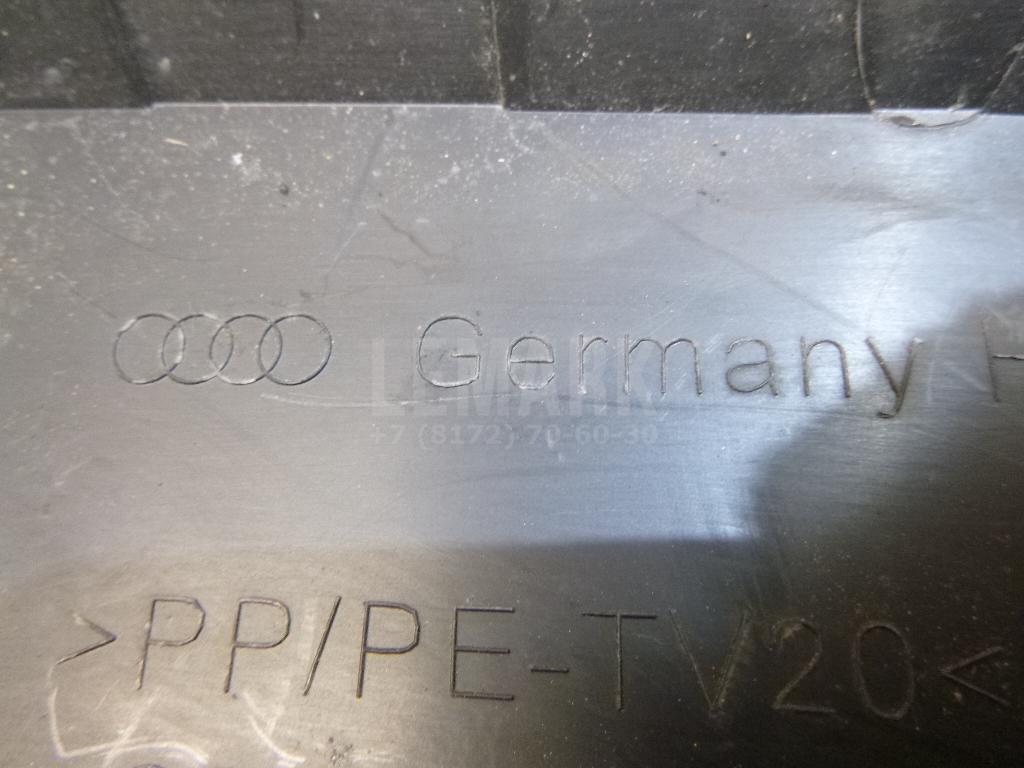 Germany
LEMARK
+7 (8172) 70-60-30
>PP/PE-TV20<